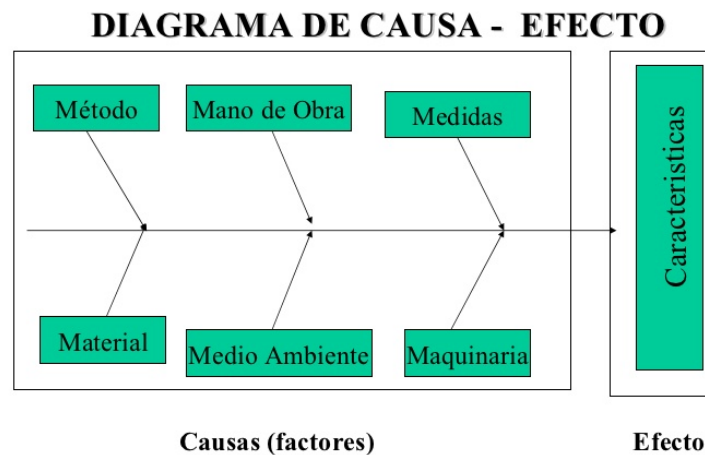 DIAGRAMA DE CAUSA - EFECTO
Método
Mano de Obra
Medidas
Caracteristicas
Material
Medio Ambiente
Maquinaria
Causas (factores)
Efecto